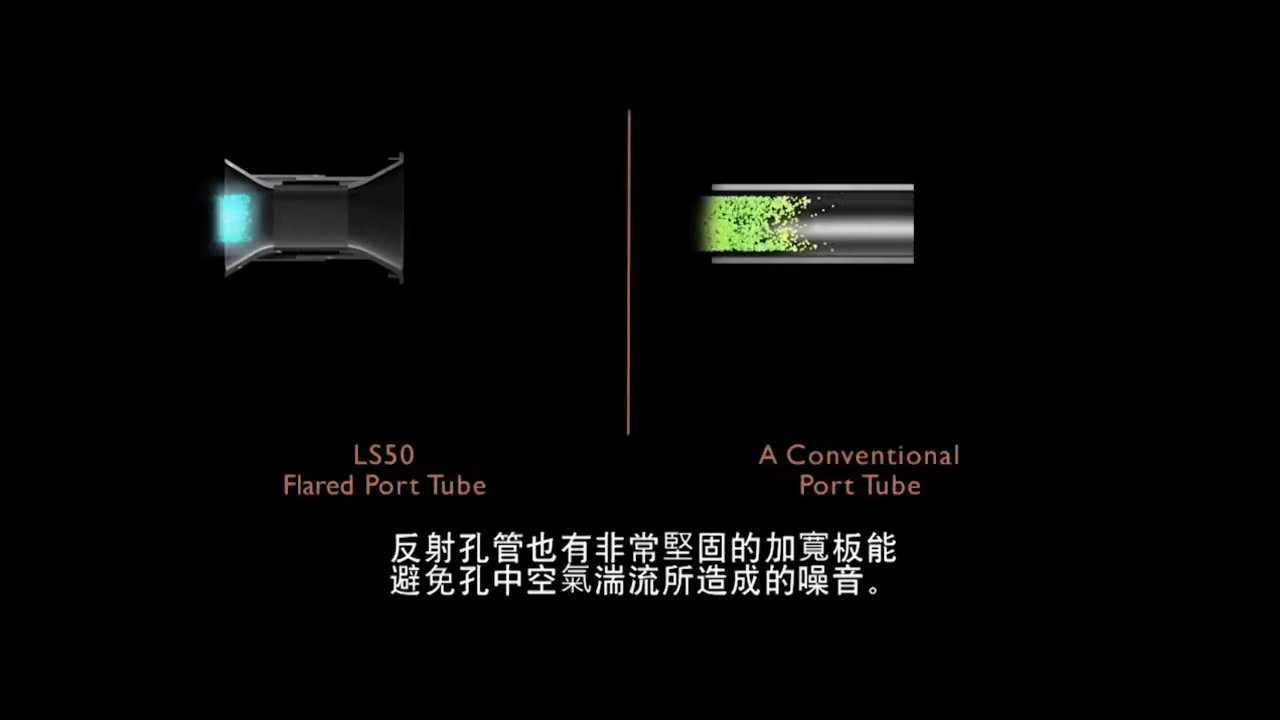 LS50
Flared Port Tube
A Conventional
Port Tube
反射孔管也有非常堅固的加寬板能
避免孔中空氣湍流所造成的噪音。